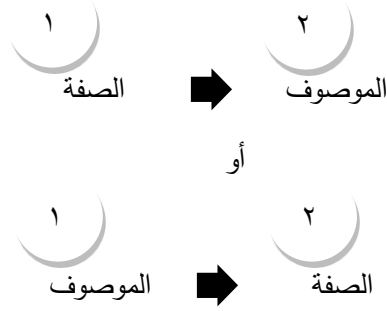 ٢ ١
الموصوف الصفة
أو
٢ ١
الصفة الموصوف